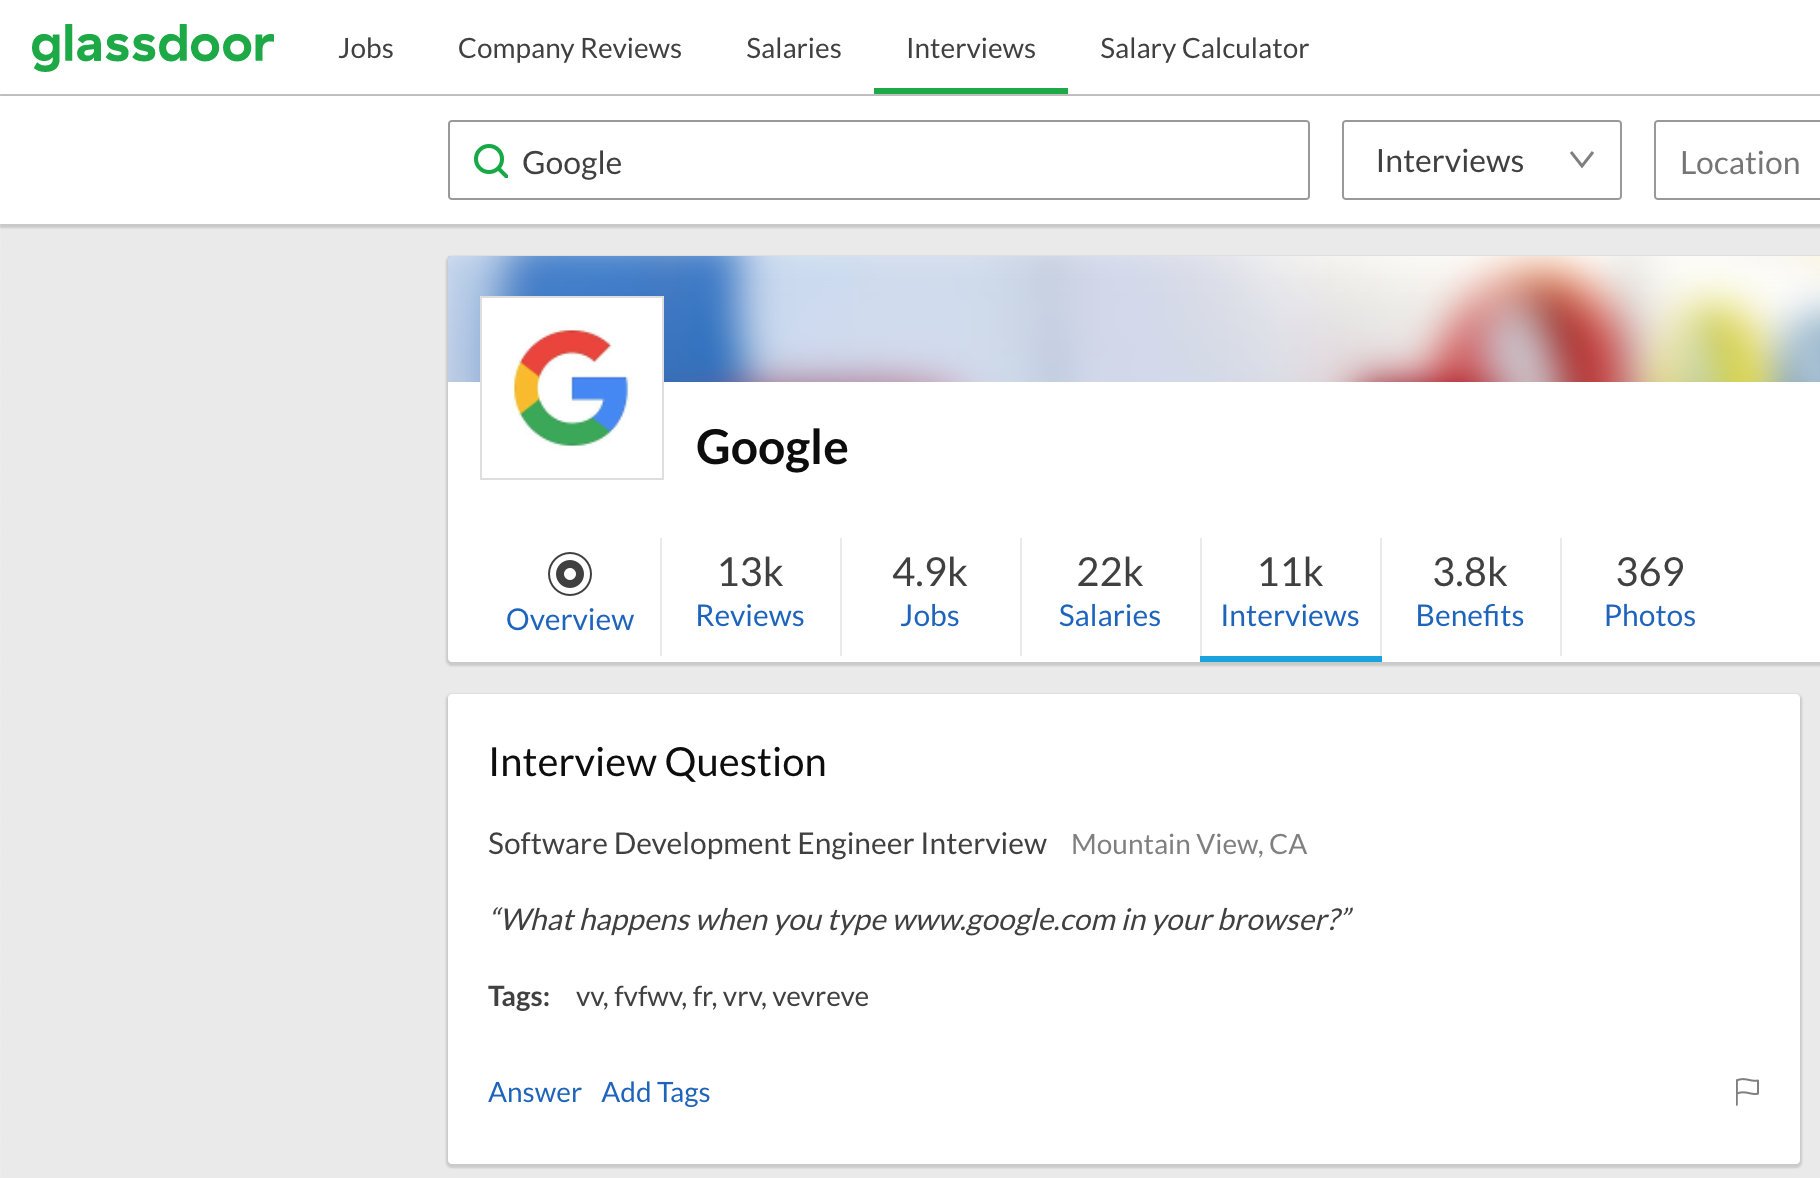 glassdoor Jobs Company Reviews Salaries Interviews Salary Calculator
Google Interviews Location
Google
13k 4.9k 22k 11k 3.8k 369
Overview Reviews Jobs Salaries Interviews Benefits Photos
Interview Question
Software Development Engineer Interview Mountain View, CA
“What happens when you type www.google.com in your browser?”
Tags: vv, fvfwv, fr, vrv, vevreve
Answer Add Tags